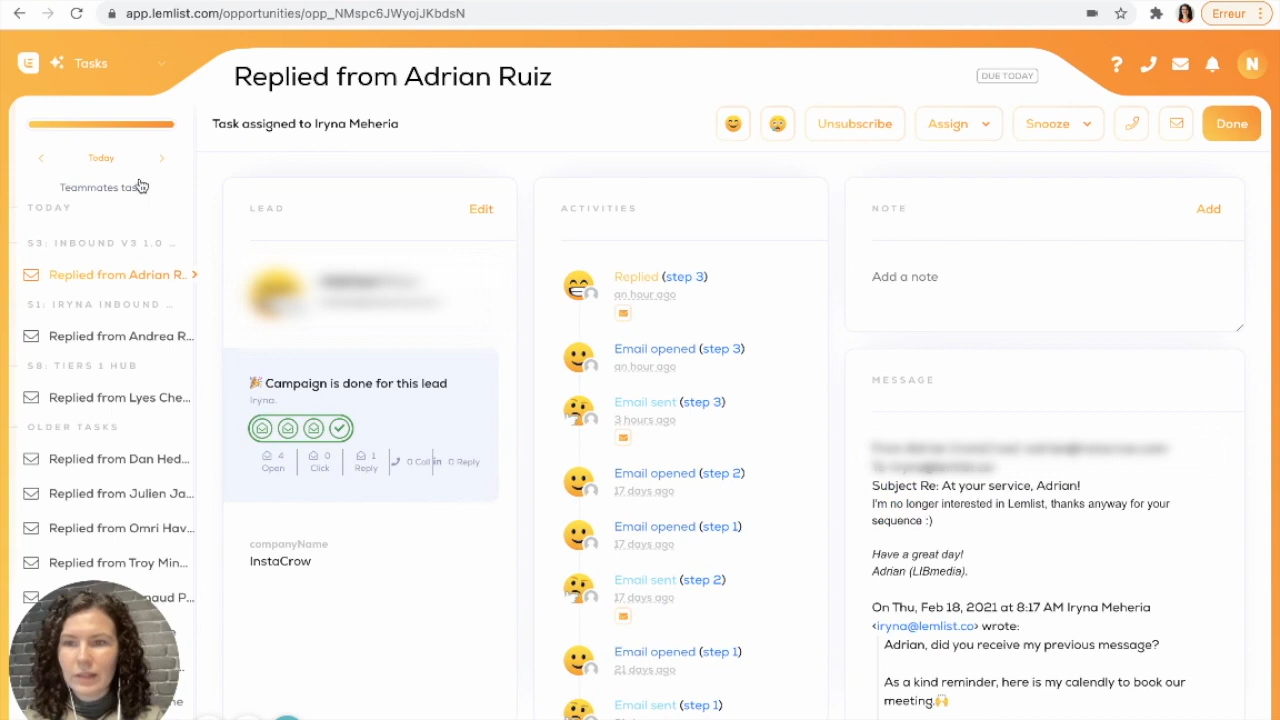 app.lemlist.com/opportunities/opp_NMspc6JWyojJKbdsN
Erreur
Tasks
Replied from Adrian Ruiz
DUE TODAY
N
Today
Teammates
TODAY
S3: INBOUND V3 1.0 ...
Replied from Adrian R...
S1: IRYNA INBOUND ...
Replied from Andrea R...
S8: TIERS 1 HUB
Replied from Lyes Che...
OLDER TASKS
Replied from Dan Hed...
Replied from Julien Ja...
Replied from Omri Hav...
Replied from Troy Min...
Task assigned to Iryna Meheria
Unsubscribe
Assign
Snooze
Done
LEAD
Edit
Campaign is done for this lead
Iryna.
4
Open
0
Click
1
Reply
0 Call
in 0 Reply
companyName
InstaCrow
ACTIVITIES
Replied (step 3)
an hour ago
Email opened (step 3)
an hour ago
Email sent (step 3)
3 hours ago
Email opened (step 2)
17 days ago
Email opened (step 1)
17 days ago
Email sent (step 2)
17 days ago
Email opened (step 1)
21 days ago
Email sent (step 1)
NOTE
Add
Add a note
MESSAGE
Subject Re: At your service, Adrian!
I'm no longer interested in Lemlist, thanks anyway for your
sequence :)
Have a great day!
Adrian (LIBmedia).
On Thu, Feb 18, 2021 at 8:17 AM Iryna Meheria
<iryna@lemlist.co> wrote:
Adrian, did you receive my previous message?
As a kind reminder, here is my calendly to book our
meeting.🙌